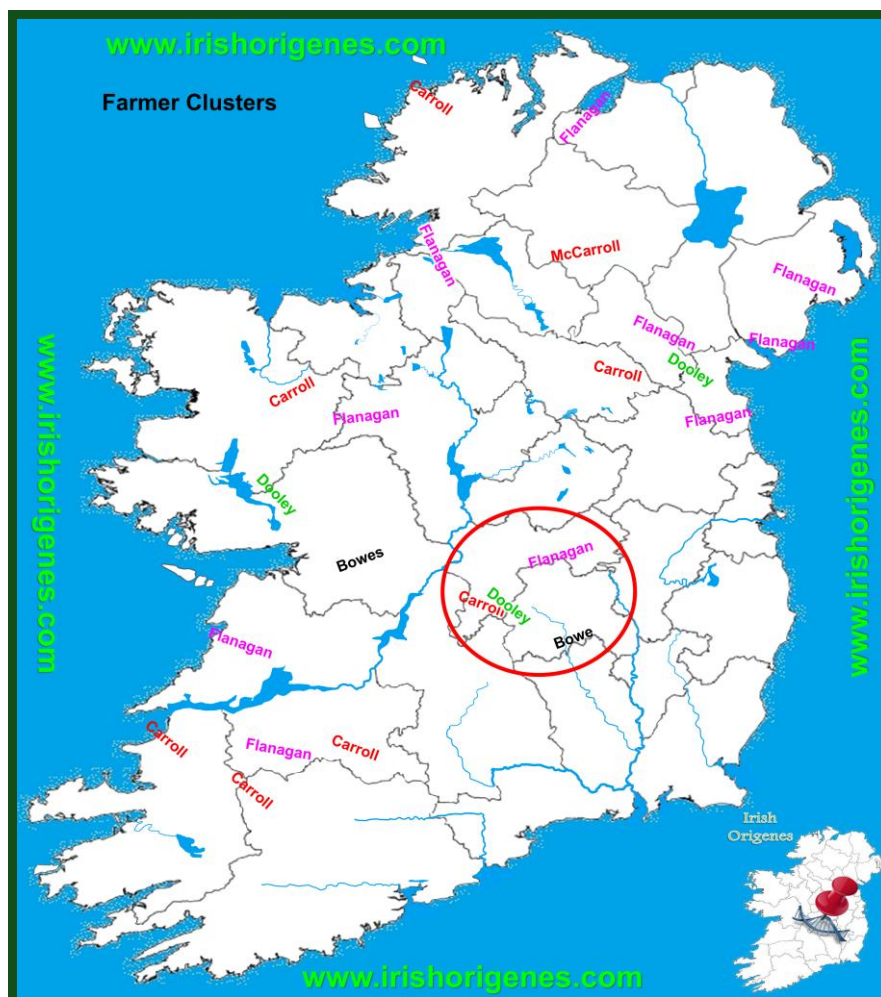 www.irishorigenes.com
Farmer Clusters
Carroll
Flanagan
Flanagan
McCarroll
Flanagan
Flanagan
Flanagan
Dooley
Carroll
Carroll
Flanagan
Flanagan
www.irishorigenes.com
www.irishorigenes.com
Dooley
Bowes
Flanagan
Dooley
Carroll
Bowe
Flanagan
Carroll
Flanagan
Carroll
Carroll
Irish
Origenes
www.irishorigenes.com